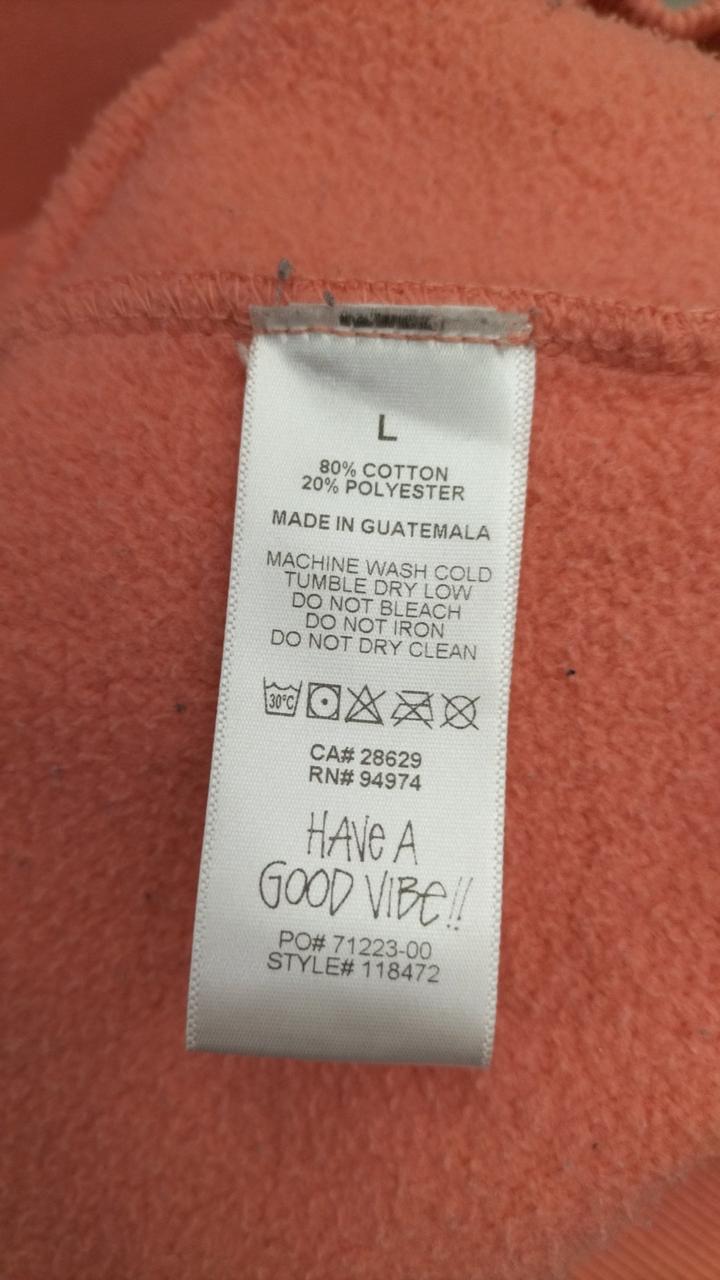 L
80% COTTON
20% POLYESTER
MADE IN GUATEMALA
MACHINE WASH COLD
TUMBLE DRY LOW
DO NOT BLEACH
DO NOT IRON
DO NOT DRY CLEAN
30°C
CA# 28629
RN# 94974
HAVE A
GOOD VIBE!!
PO# 71223-00
STYLE# 118472